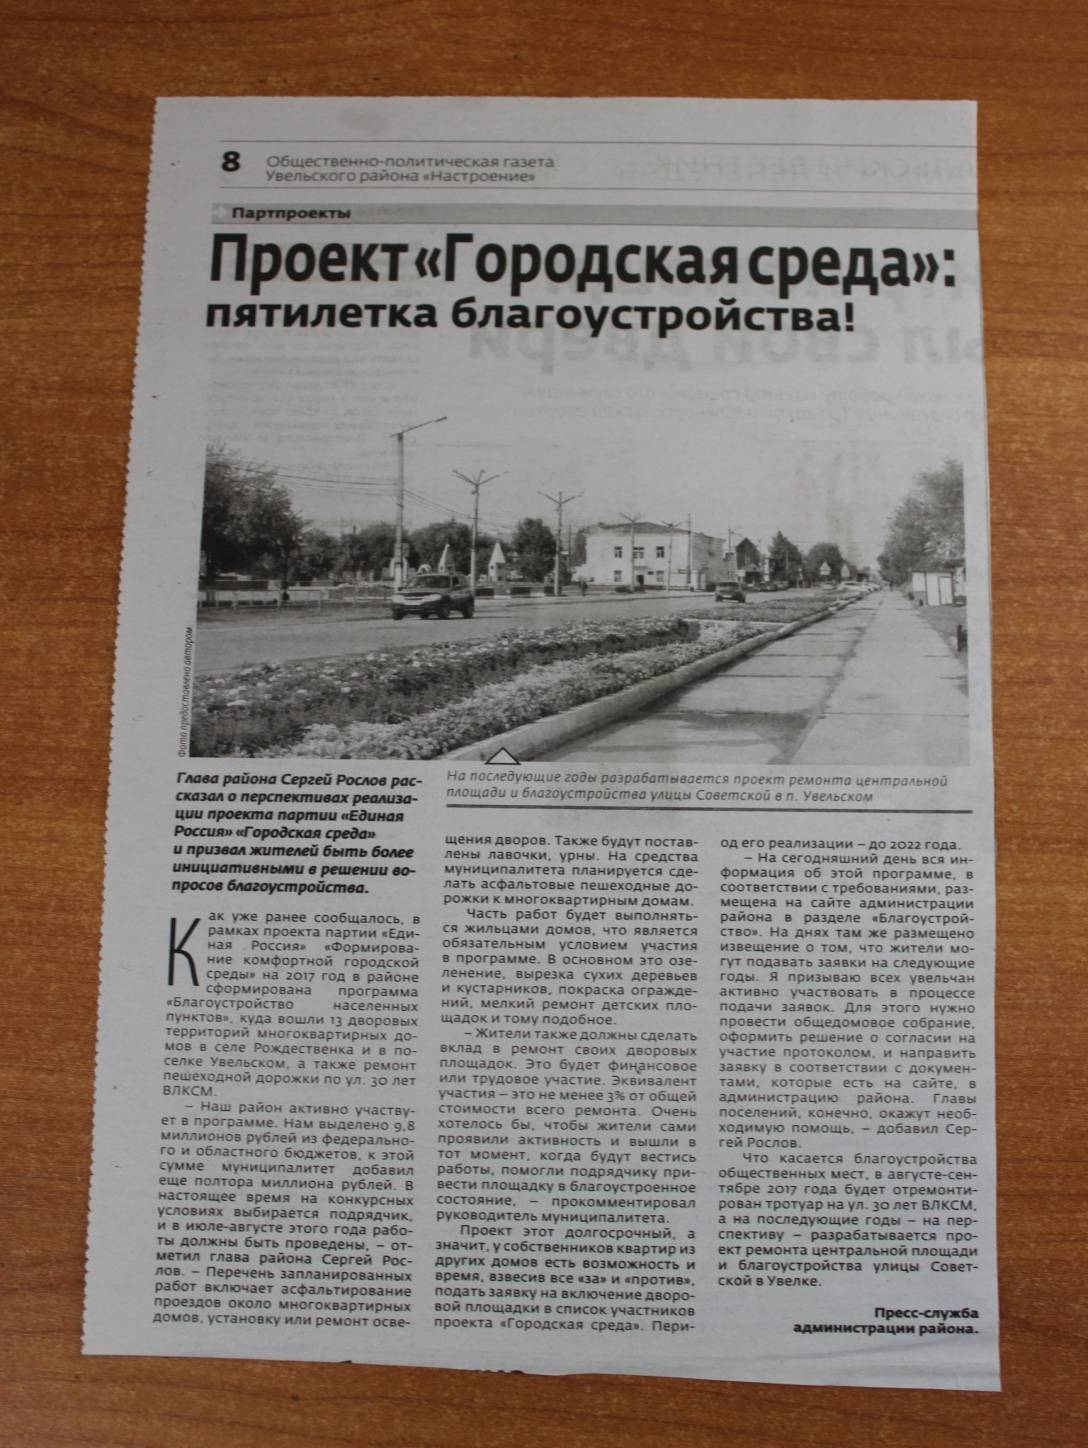 8
Общественно-политическая газета
Увельского района «Настроение»
Партпроекты
Проект «Городская среда»:
пятилетка благоустройства!
Фото предоставлено автором.
На последующие годы разрабатывается проект ремонта центральной
площади и благоустройства улицы Советской в п. Увельском
Глава района Сергей Рослов рас-
сказал о перспективах реализа-
ции проекта партии «Единая
Россия» «Городская среда»
и призвал жителей быть более
инициативными в решении во-
просов благоустройства.
Как уже ранее сообщалось, в
рамках проекта партии «Еди-
ная Россия» «Формирова-
ние комфортной городской
среды» на 2017 год в районе
сформирована программа
«Благоустройство населенных
пунктов», куда вошли 13 дворовых
территорий многоквартирных до-
мов в селе Рождественка и в по-
селке Увельском, а также ремонт
пешеходной дорожки по ул. 30 лет
ВЛКСМ.
– Наш район активно участву-
ет в программе. Нам выделено 9,8
миллионов рублей из федерально-
го и областного бюджетов, к этой
сумме муниципалитет добавил
еще полтора миллиона рублей. В
настоящее время на конкурсных
условиях выбирается подрядчик,
и в июле-августе этого года рабо-
ты должны быть проведены, – от-
метил глава района Сергей Рос-
лов. – Перечень запланированных
работ включает асфальтирование
проездов около многоквартирных
домов, установку или ремонт осве-
щения дворов. Также будут постав-
лены лавочки, урны. На средства
муниципалитета планируется сде-
лать асфальтовые пешеходные до-
рожки к многоквартирным домам.
Часть работ будет выполнять-
ся жильцами домов, что является
обязательным условием участия
в программе. В основном это озе-
ленение, вырезка сухих деревьев
и кустарников, покраска огражде-
ний, мелкий ремонт детских пло-
щадок и тому подобное.
– Жители также должны сделать
вклад в ремонт своих дворовых
площадок. Это будет финансовое
или трудовое участие. Эквивалент
участия – это не менее 3% от общей
стоимости всего ремонта. Очень
хотелось бы, чтобы жители сами
проявили активность и вышли в
тот момент, когда будут вестись
работы, помогли подрядчику при-
вести площадку в благоустроенное
состояние, – прокомментировал
руководитель муниципалитета.
Проект этот долгосрочный, а
значит, у собственников квартир из
других домов есть возможность и
время, взвесив все «за» и «против»,
подать заявку на включение дворо-
вой площадки в список участников
проекта «Городская среда». Пери-
од его реализации – до 2022 года.
– На сегодняшний день вся ин-
формация об этой программе, в
соответствии с требованиями, раз-
мещена на сайте администрации
района в разделе «Благоустрой-
ство». На днях там же размещено
извещение о том, что жители мо-
гут подавать заявки на следующие
годы. Я призываю всех увельчан
активно участвовать в процессе
подачи заявок. Для этого нужно
провести общедомовое собрание,
оформить решение о согласии на
участие протоколом, и направить
заявку в соответствии с докумен-
тами, которые есть на сайте, в
администрацию района. Главы
поселений, конечно, окажут необ-
ходимую помощь, – добавил Сер-
гей Рослов.
Что касается благоустройства
общественных мест, в августе-сен-
тябре 2017 года будет отремонти-
рован тротуар на ул. 30 лет ВЛКСМ,
а на последующие годы – на пер-
спективу – разрабатывается про-
ект ремонта центральной площади
и благоустройства улицы Совет-
ской в Увелке.
Пресс-служба
администрации района.